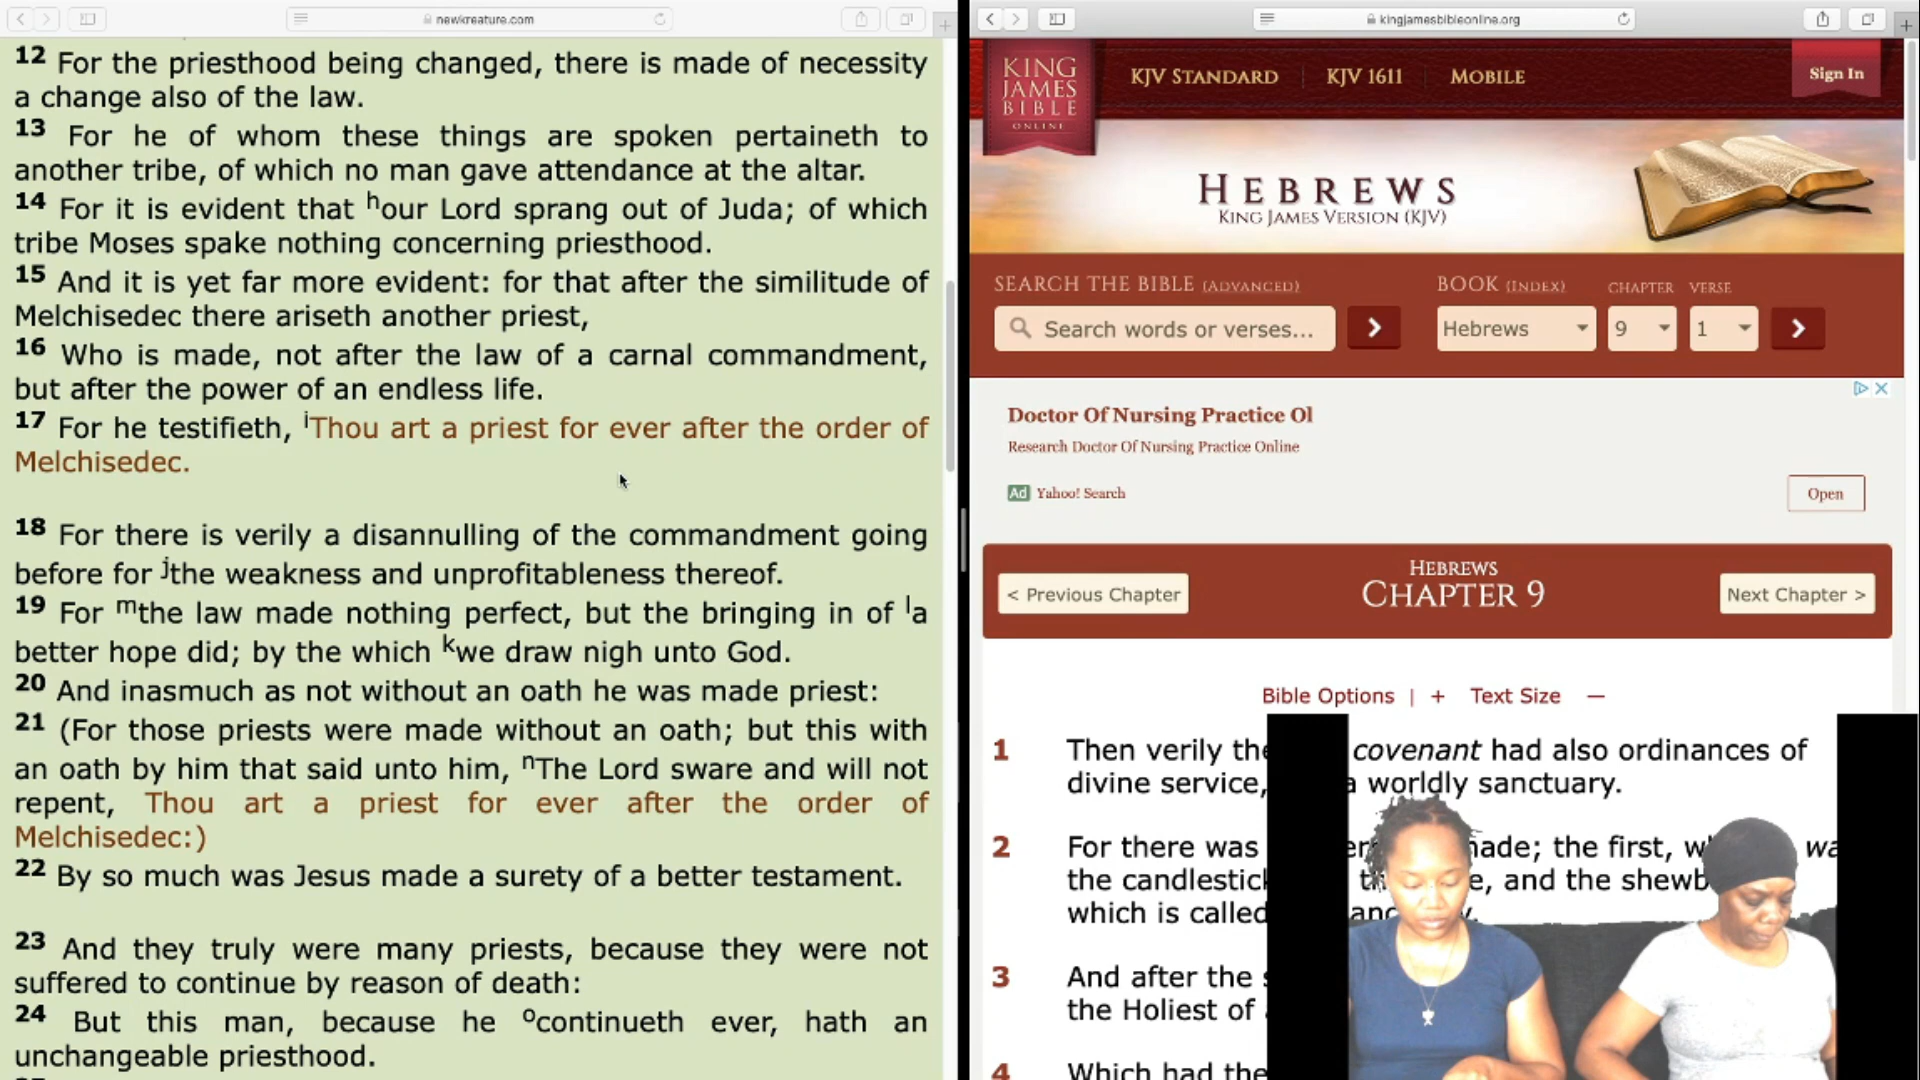 newkreature.com
12 For the priesthood being changed, there is made of necessity
a change also of the law.
13 For he of whom these things are spoken pertaineth to
another tribe, of which no man gave attendance at the altar.
14 For it is evident that hour Lord sprang out of Juda; of which
tribe Moses spake nothing concerning priesthood.
15 And it is yet far more evident: for that after the similitude of
Melchisedec there ariseth another priest,
16 Who is made, not after the law of a carnal commandment,
but after the power of an endless life.
17 For he testifieth, iThou art a priest for ever after the order of
Melchisedec.
18 For there is verily a disannulling of the commandment going
before for jthe weakness and unprofitableness thereof.
19 For mthe law made nothing perfect, but the bringing in of la
better hope did; by the which kwe draw nigh unto God.
20 And inasmuch as not without an oath he was made priest:
21 (For those priests were made without an oath; but this with
an oath by him that said unto him, nThe Lord sware and will not
repent, Thou art a priest for ever after the order of
Melchisedec:)
22 By so much was Jesus made a surety of a better testament.
23 And they truly were many priests, because they were not
suffered to continue by reason of death:
24 But this man, because he ocontinueth ever, hath an
unchangeable priesthood.
kingjamesbibleonline.org
KING
JAMES
BIBLE
ONLINE
KJV STANDARD KJV 1611 MOBILE
Sign In
HEBREWS
KING JAMES VERSION (KJV)
SEARCH THE BIBLE (ADVANCED) BOOK (INDEX) CHAPTER VERSE
Search words or verses... Hebrews 9 1
Doctor Of Nursing Practice Ol
Research Doctor Of Nursing Practice Online
Ad Yahoo! Search Open
< Previous Chapter
HEBREWS
CHAPTER 9
Next Chapter >
Bible Options | + Text Size —
1 Then verily the covenant had also ordinances of
divine service, a worldly sanctuary.
2 For there was made; the first,
the candlestick and the
which is called
3 And after the
the Holiest of
4 Which had the